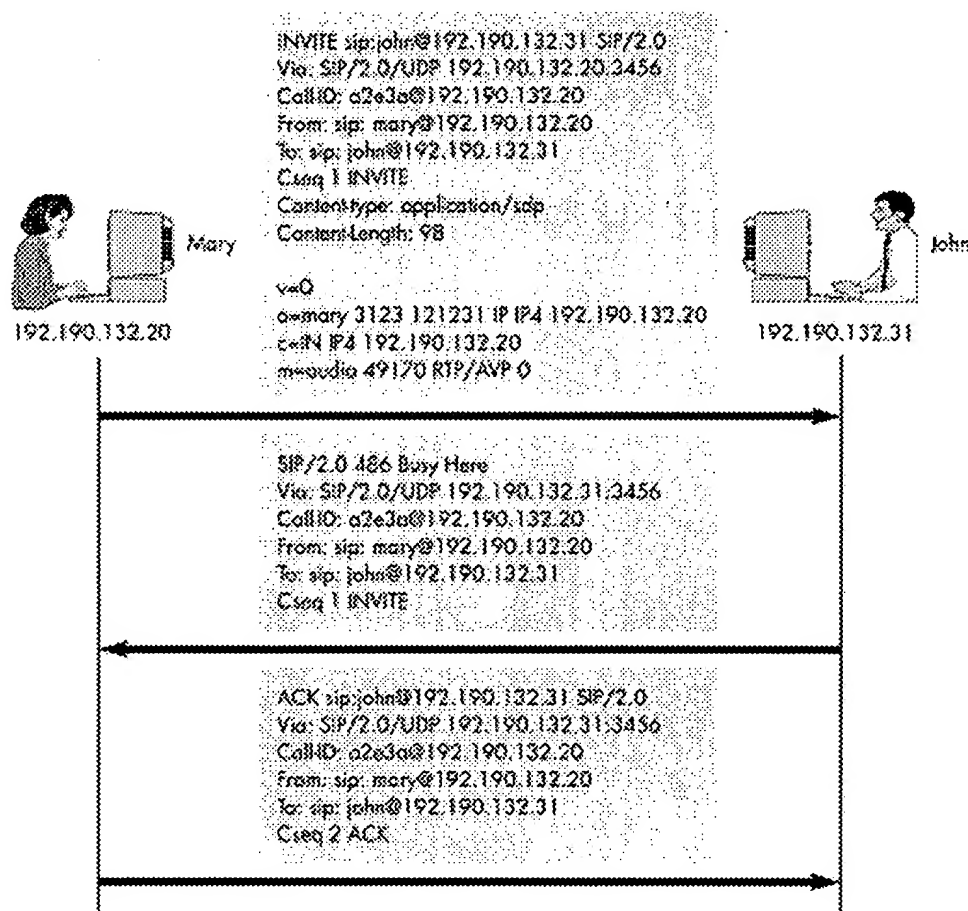 INVITE sip:john@192.190.132.31 SIP/2.0
Via: SIP/2.0/UDP 192.190.132.20:3456
Call-ID: a2e3a@192.190.132.20
From: sip: mary@192.190.132.20
To: sip: john@192.190.132.31
Cseq 1 INVITE
Content-type: application/sdp
Content-Length: 98
Mary
John
v=0
o=mary 3123 121231 IP IP4 192.190.132.20
c=IN IP4 192.190.132.20
m=audio 49170 RTP/AVP 0
192.190.132.20
192.190.132.31
SIP/2.0 486 Busy Here
Via: SIP/2.0/UDP 192.190.132.31:3456
Call-ID: a2e3a@192.190.132.20
From: sip: mary@192.190.132.20
To: sip: john@192.190.132.31
Cseq 1 INVITE
ACK sip:john@192.190.132.31 SIP/2.0
Via: SIP/2.0/UDP 192.190.132.31:3456
Call-ID: a2e3a@192.190.132.20
From: sip: mary@192.190.132.20
To: sip: john@192.190.132.31
Cseq 2 ACK